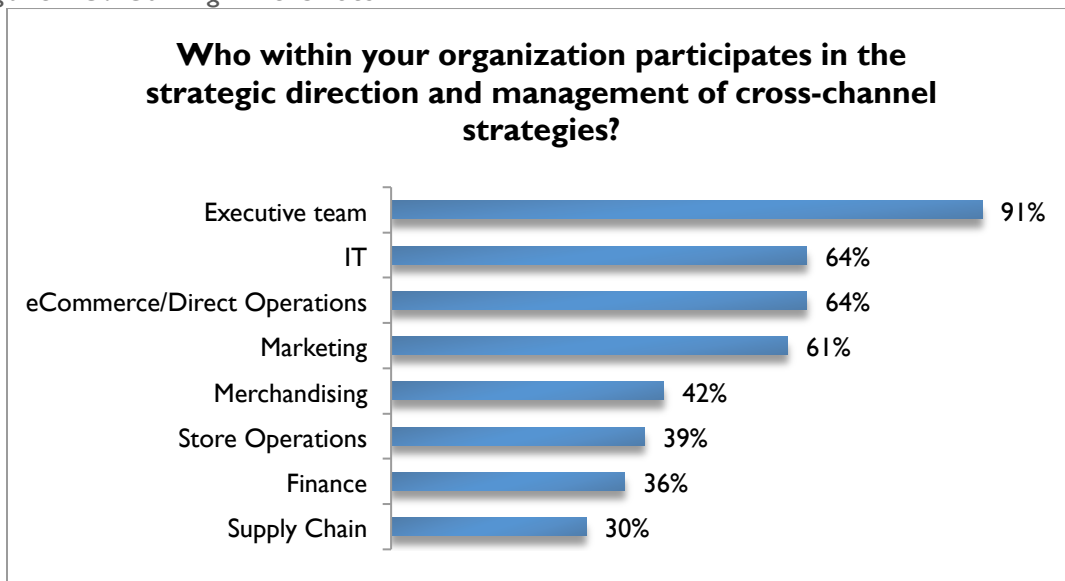 Who within your organization participates in the
strategic direction and management of cross-channel
strategies?
Executive team 91%
IT 64%
eCommerce/Direct Operations 64%
Marketing 61%
Merchandising 42%
Store Operations 39%
Finance 36%
Supply Chain 30%